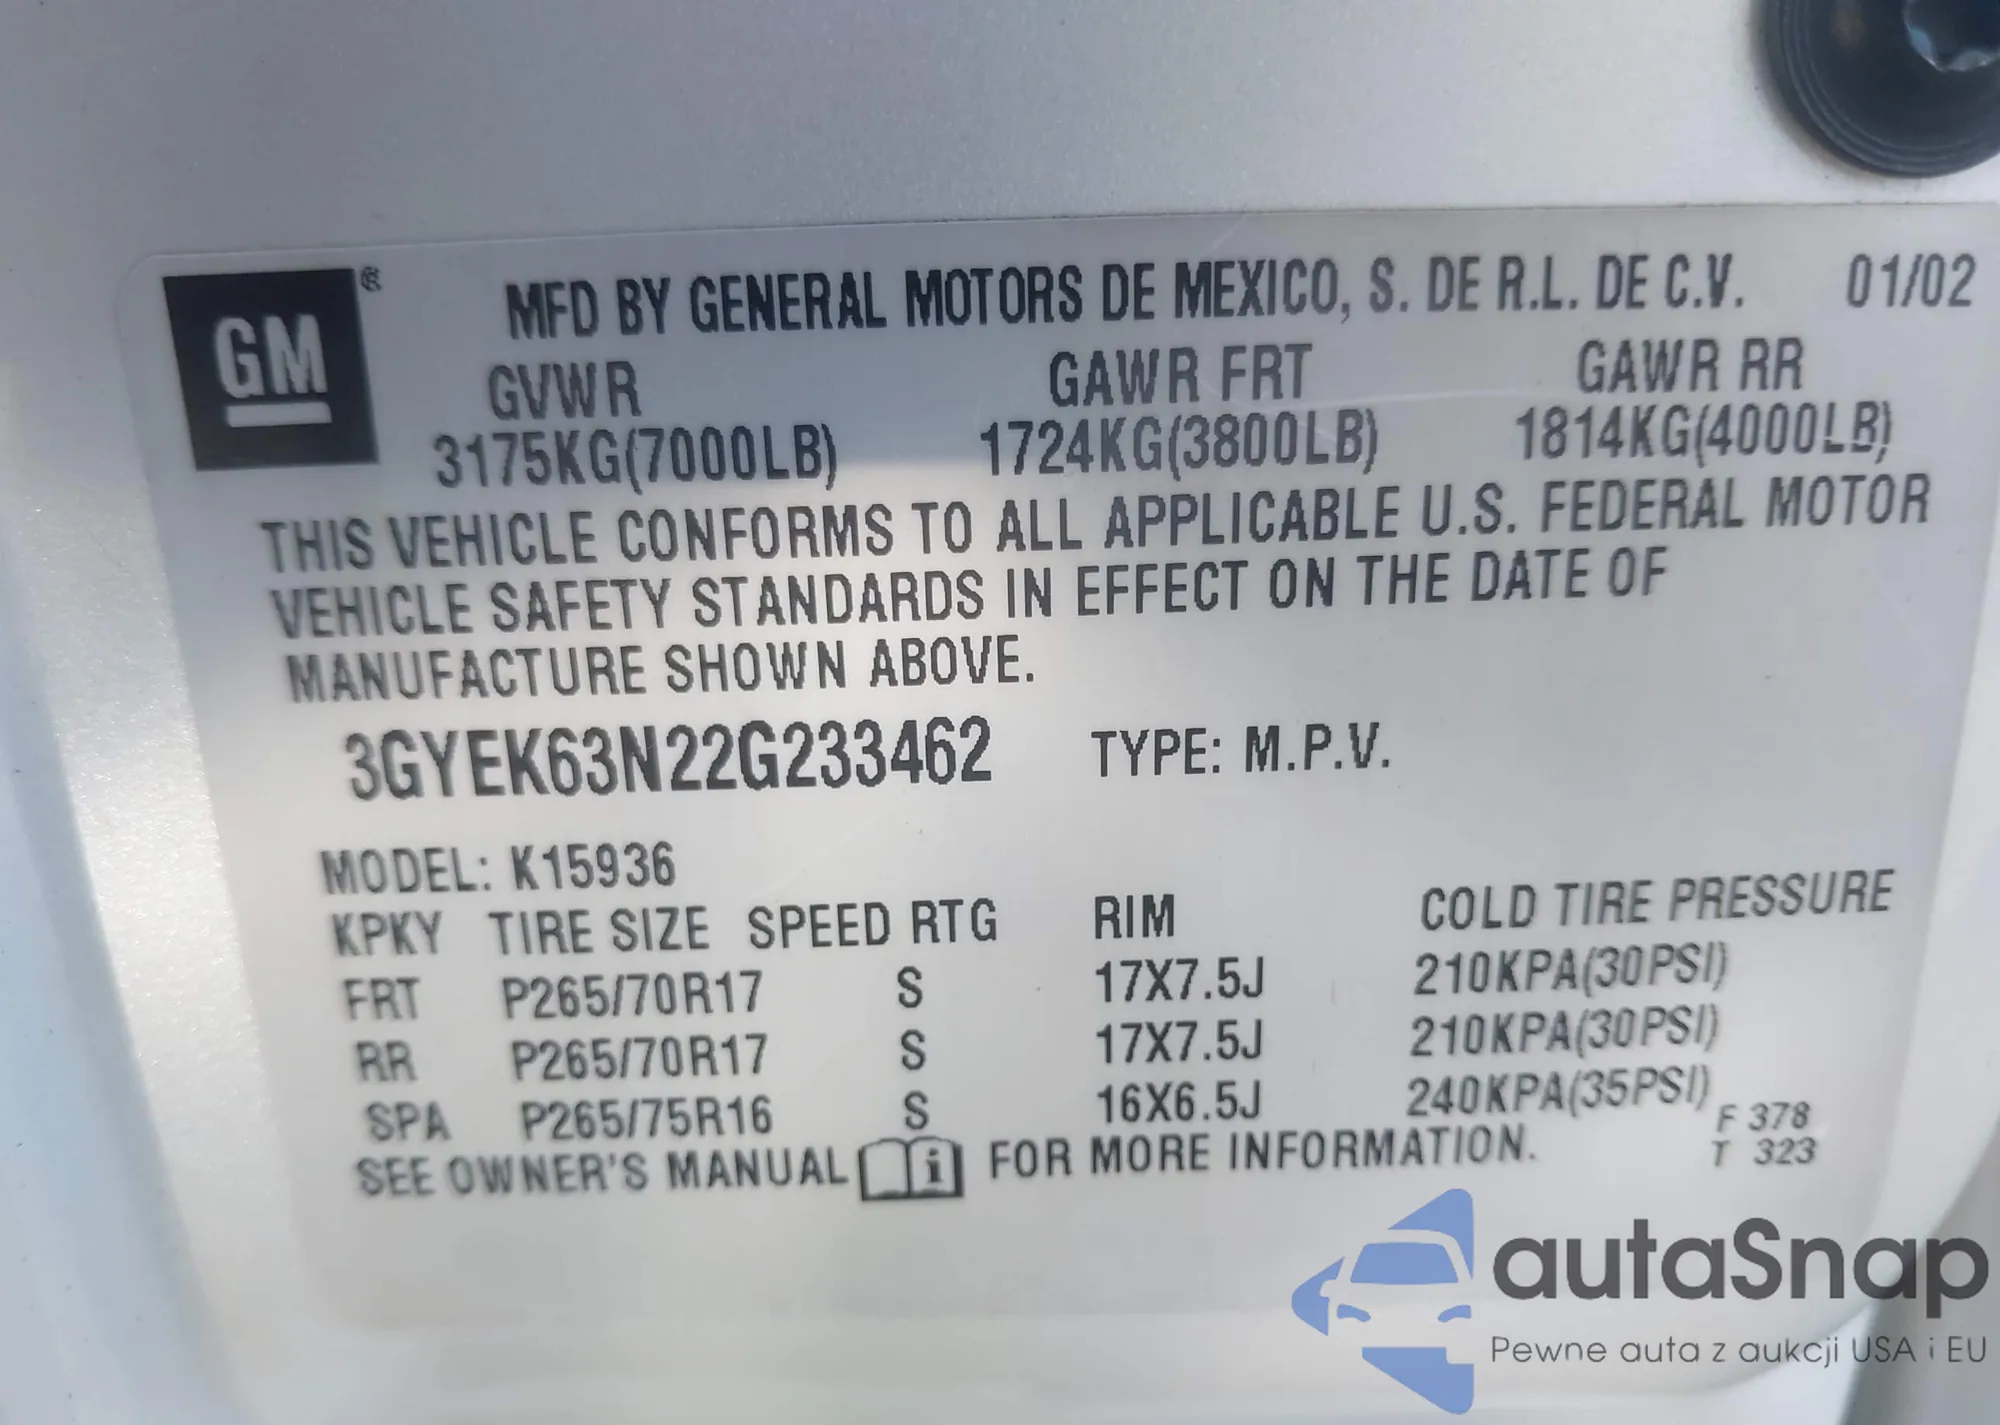 GM®
MFD BY GENERAL MOTORS DE MEXICO, S. DE R.L. DE C.V. 01/02
GVWR GAWR FRT GAWR RR
3175KG(7000LB) 1724KG(3800LB) 1814KG(4000LB)
THIS VEHICLE CONFORMS TO ALL APPLICABLE U.S. FEDERAL MOTOR
VEHICLE SAFETY STANDARDS IN EFFECT ON THE DATE OF
MANUFACTURE SHOWN ABOVE.
3GYEK63N22G233462 TYPE: M.P.V.
MODEL: K15936
KPKY TIRE SIZE SPEED RTG RIM COLD TIRE PRESSURE
FRT P265/70R17 S 17X7.5J 210KPA(30PSI)
RR P265/70R17 S 17X7.5J 210KPA(30PSI)
SPA P265/75R16 S 16X6.5J 240KPA(35PSI)
F 378
SEE OWNER'S MANUAL i FOR MORE INFORMATION. T 323
autaSnap
Pewne auta z aukcji USA i EU